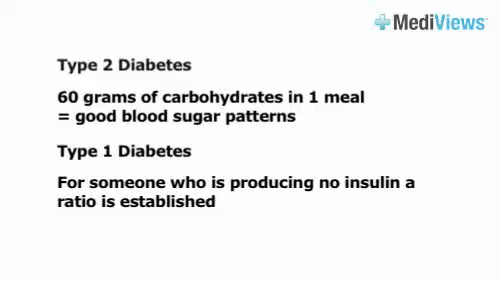 MediViews
Type 2 Diabetes
60 grams of carbohydrates in 1 meal
= good blood sugar patterns
Type 1 Diabetes
For someone who is producing no insulin a
ratio is established